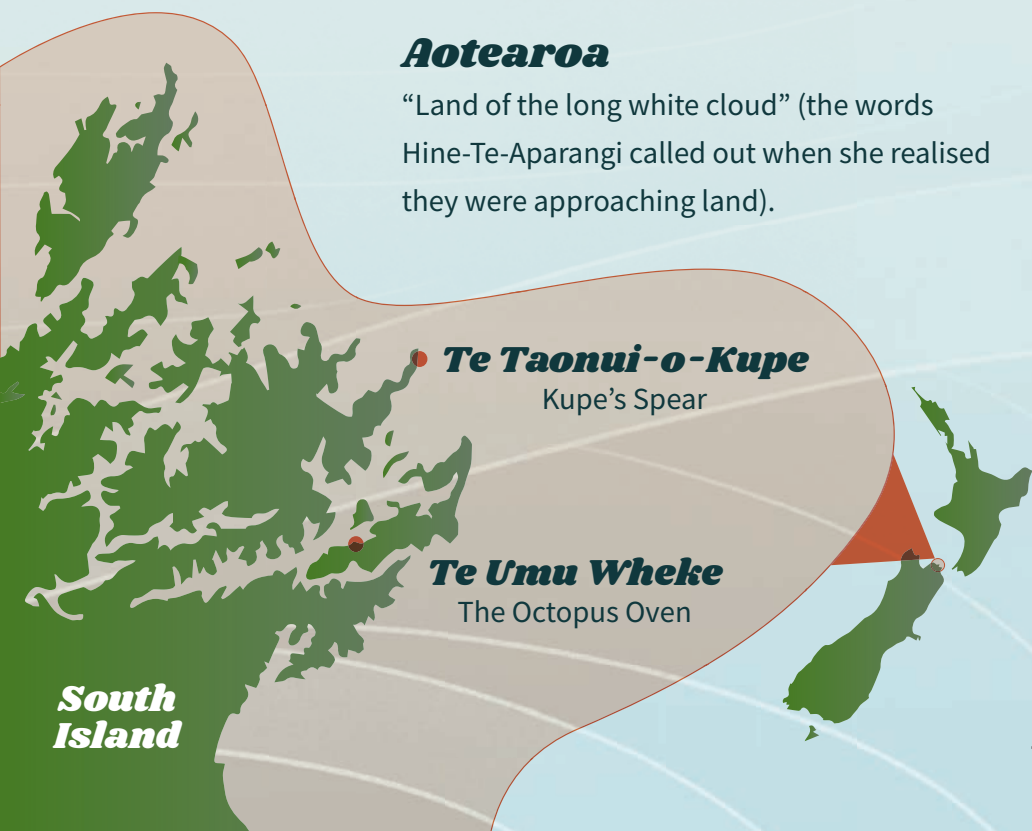 Aotearoa
“Land of the long white cloud” (the words
Hine-Te-Aparangi called out when she realised
they were approaching land).
Te Taonui-o-Kupe
Kupe’s Spear
Te Umu Wheke
The Octopus Oven
South
Island